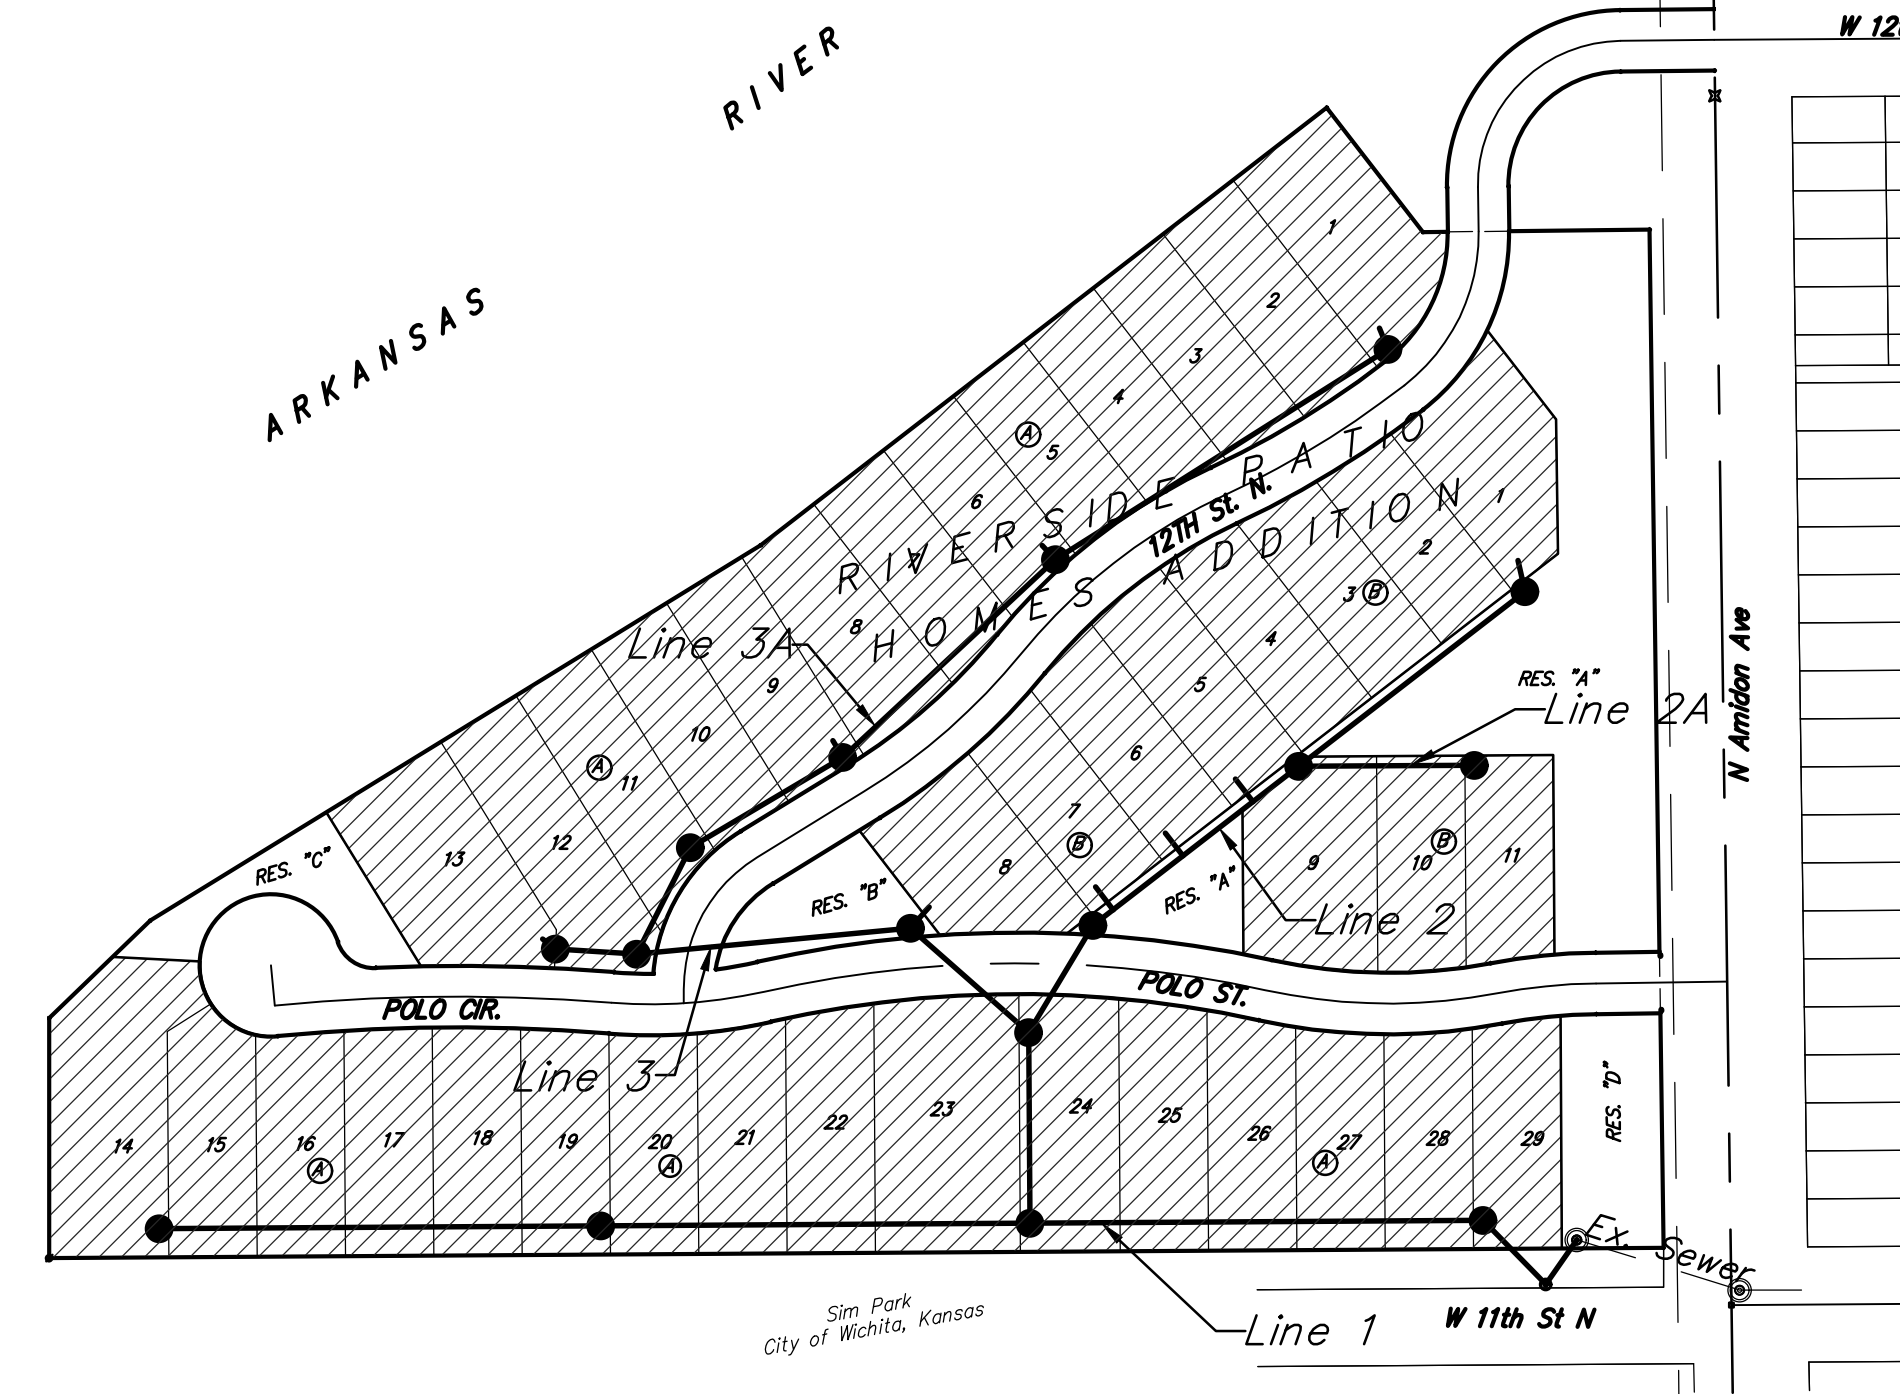 RIVER
W 12t
ARKANSAS
1
2
3
4
A
5
6
7
8
9
10
A
11
12
13
RIVERSIDE PATIO
HOMES ADDITION
12TH St. N.
1
2
3
B
4
5
6
7
B
8
Line 3A
RES. "A"
Line 2A
N Amidon Ave
RES. "C"
RES. "B"
RES. "A"
Line 2
9
10
B
11
POLO CIR.
POLO ST.
Line 3
RES. "D"
14
15
16
A
17
18
19
20
A
21
22
23
24
25
26
27
A
28
29
Ex. Sewer
Sim Park
City of Wichita, Kansas
Line 1
W 11th St N